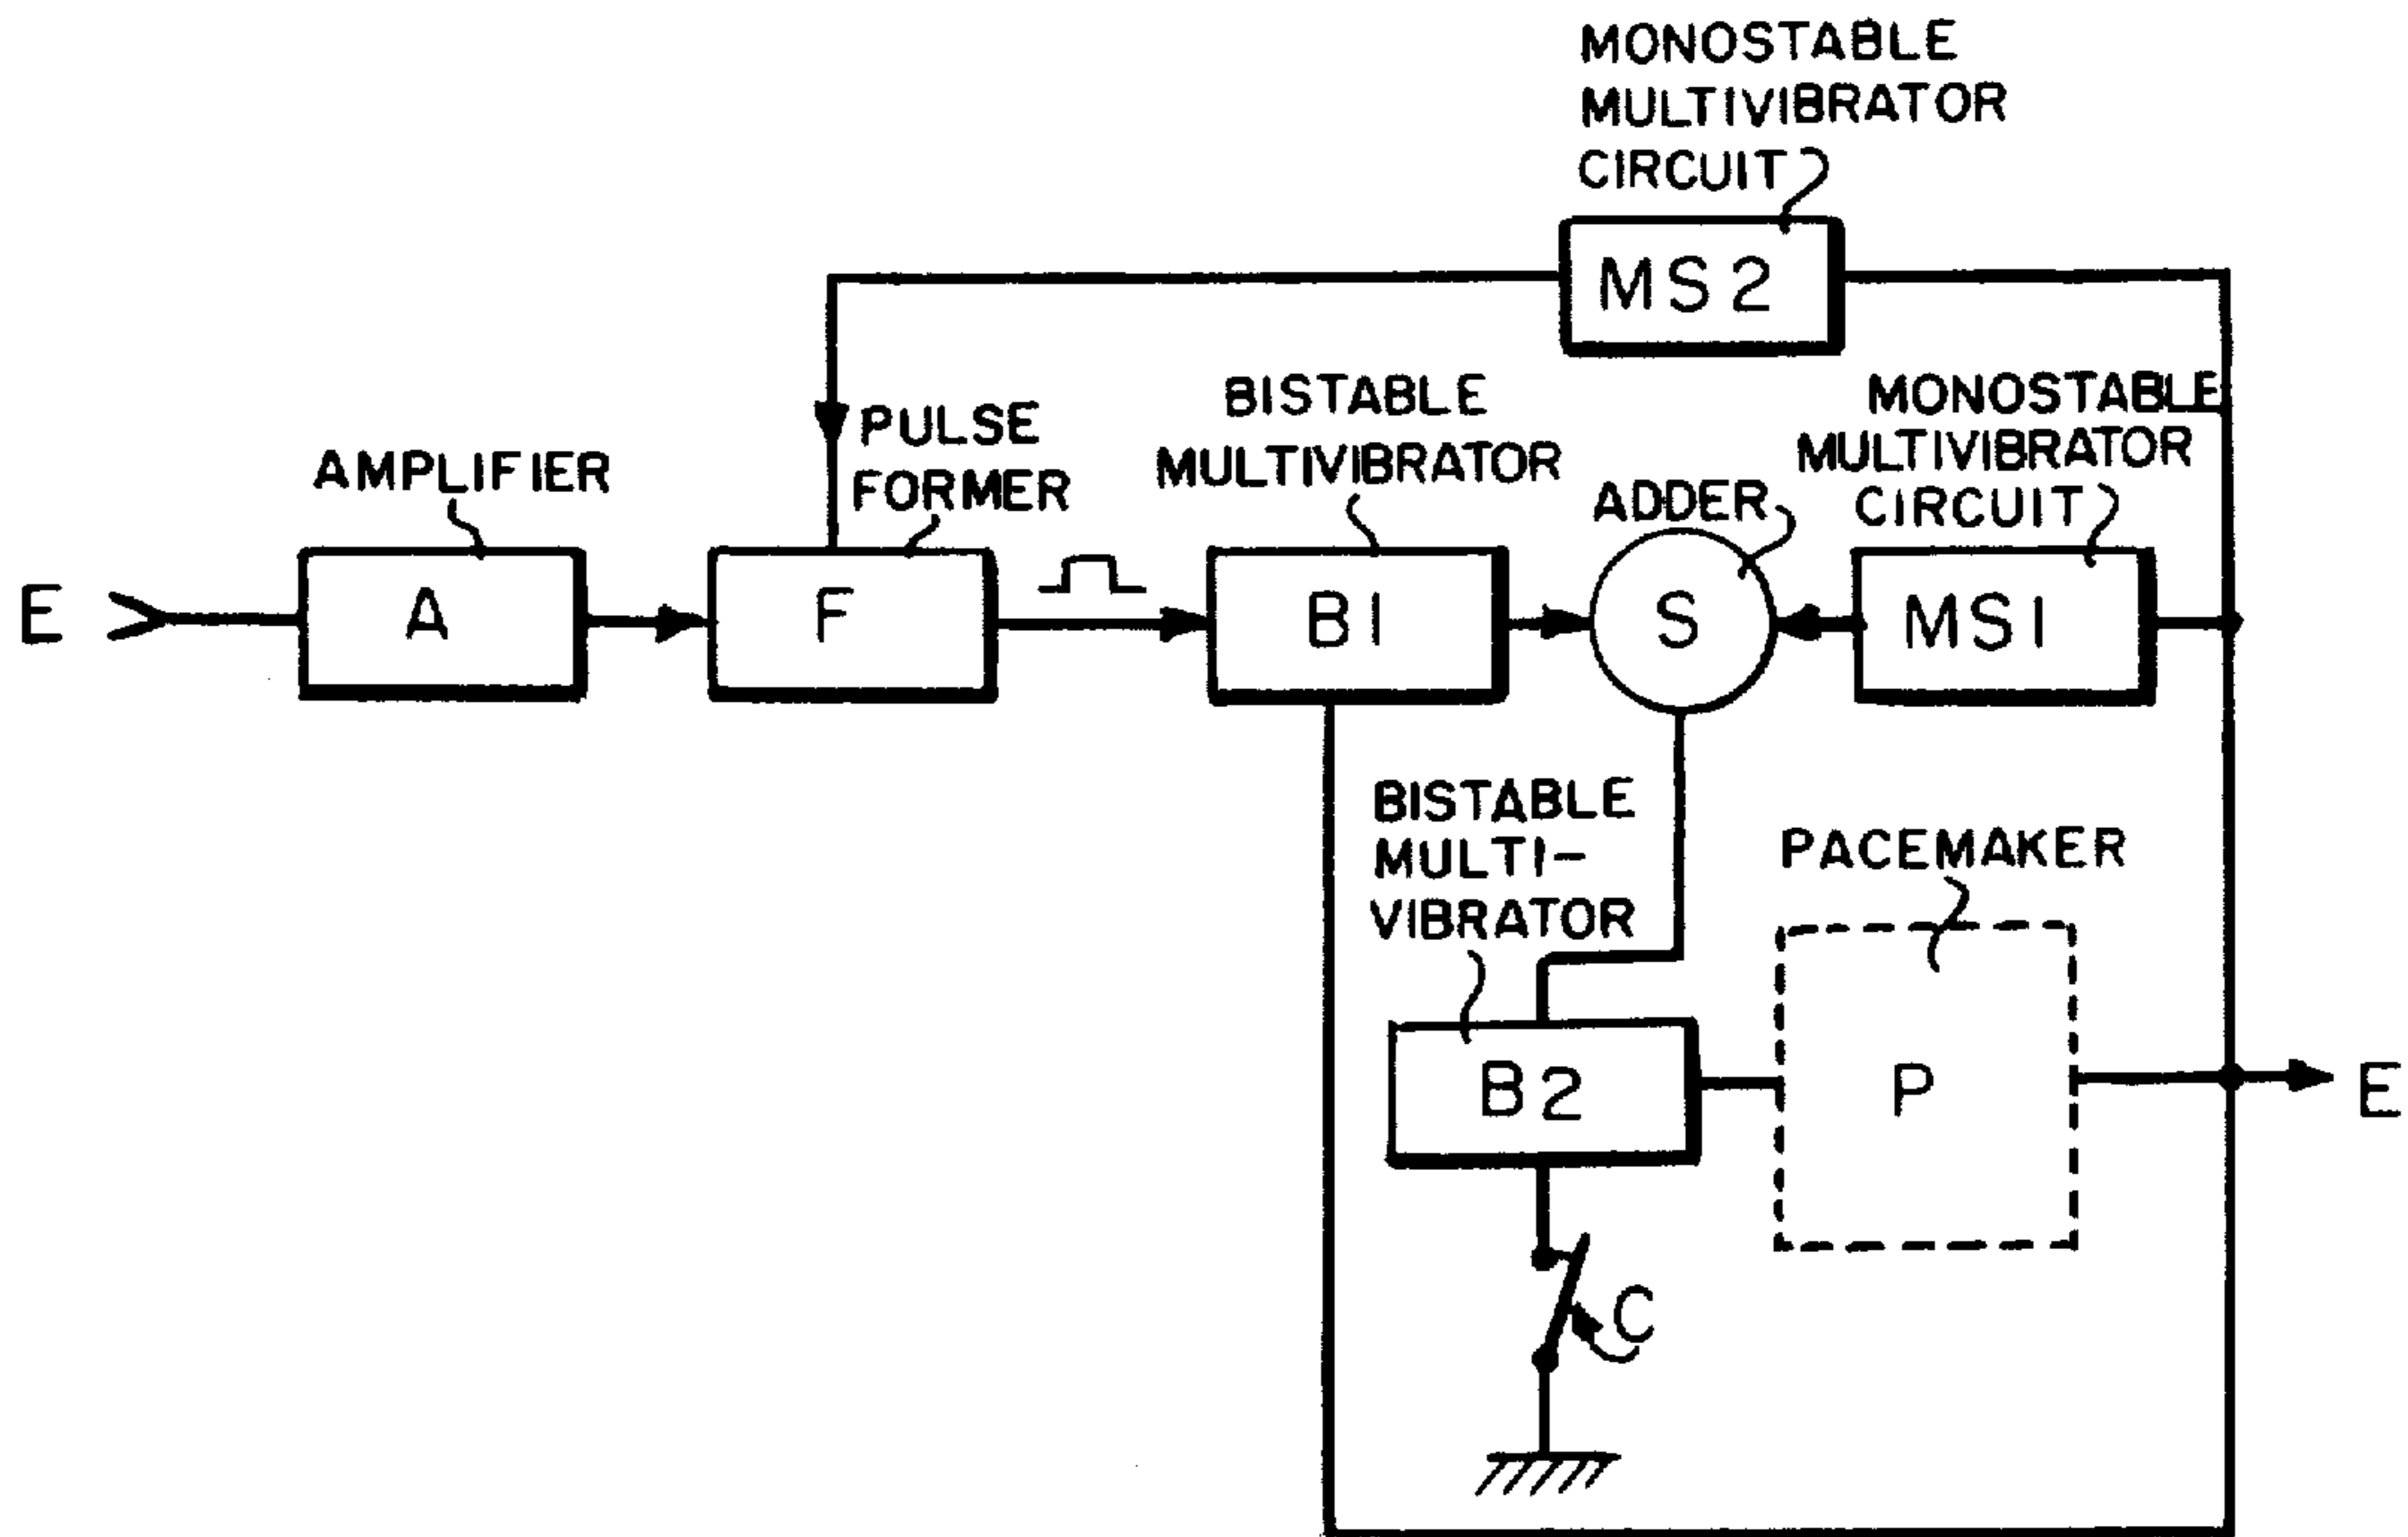 MONOSTABLE
MULTIVIBRATOR
CIRCUIT
MS2
PULSE
FORMER
BISTABLE
MULTIVIBRATOR
MONOSTABLE
MULTIVIBRATOR
CIRCUIT
AMPLIFIER
ADDER
E
A
F
B1
S
MS1
BISTABLE
MULTI-
VIBRATOR
PACEMAKER
B2
P
E
C